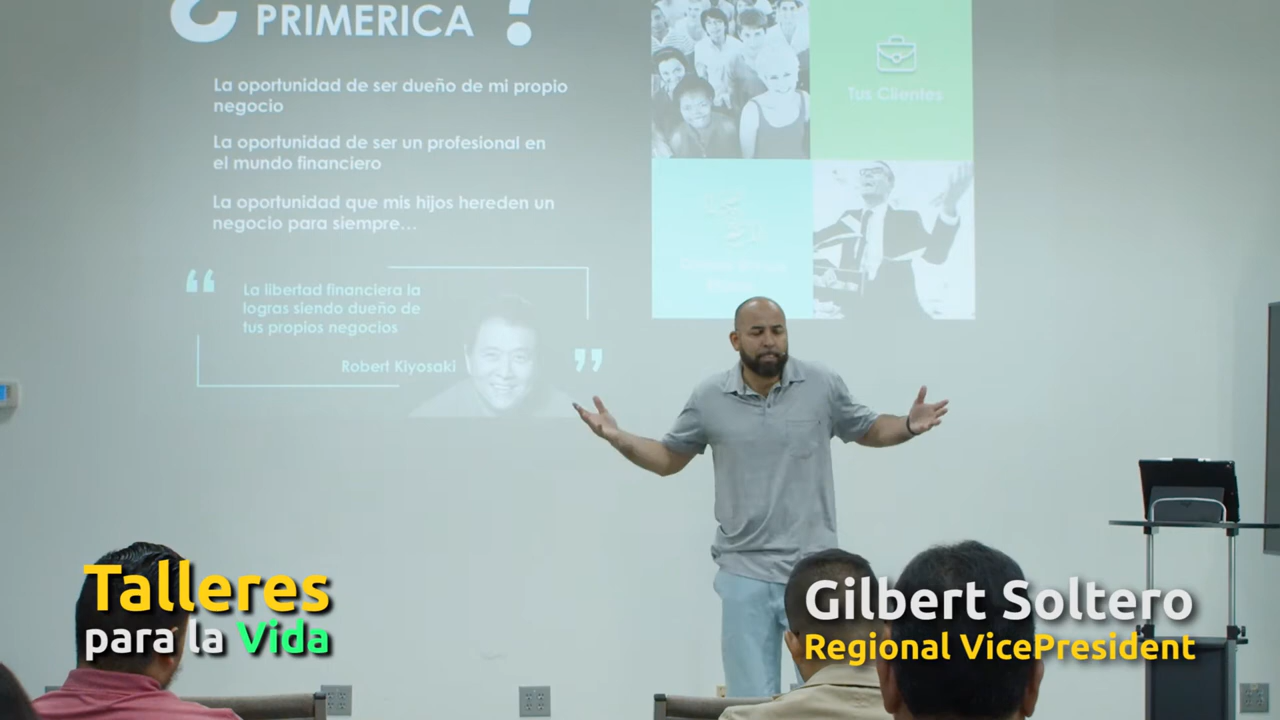 ¿
PRIMERICA ?
La oportunidad de ser dueño de mi propio
negocio
La oportunidad de ser un profesional en
el mundo financiero
La oportunidad que mis hijos hereden un
negocio para siempre...
Tus Clientes
“
La libertad financiera la
logras siendo dueño de
tus propios negocios
Robert Kiyosaki
”
Talleres
para la Vida
Gilbert Soltero
Regional VicePresident